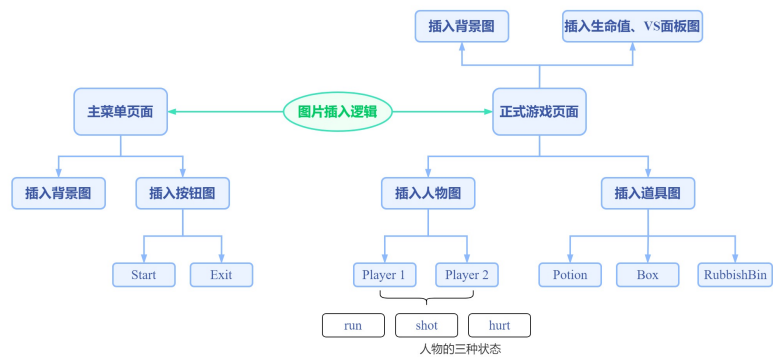 插入背景图
插入生命值、VS面板图
主菜单页面
图片插入逻辑
正式游戏页面
插入背景图
插入按钮图
插入人物图
插入道具图
Start
Exit
Player 1
Player 2
Potion
Box
RubbishBin
run
shot
hurt
人物的三种状态